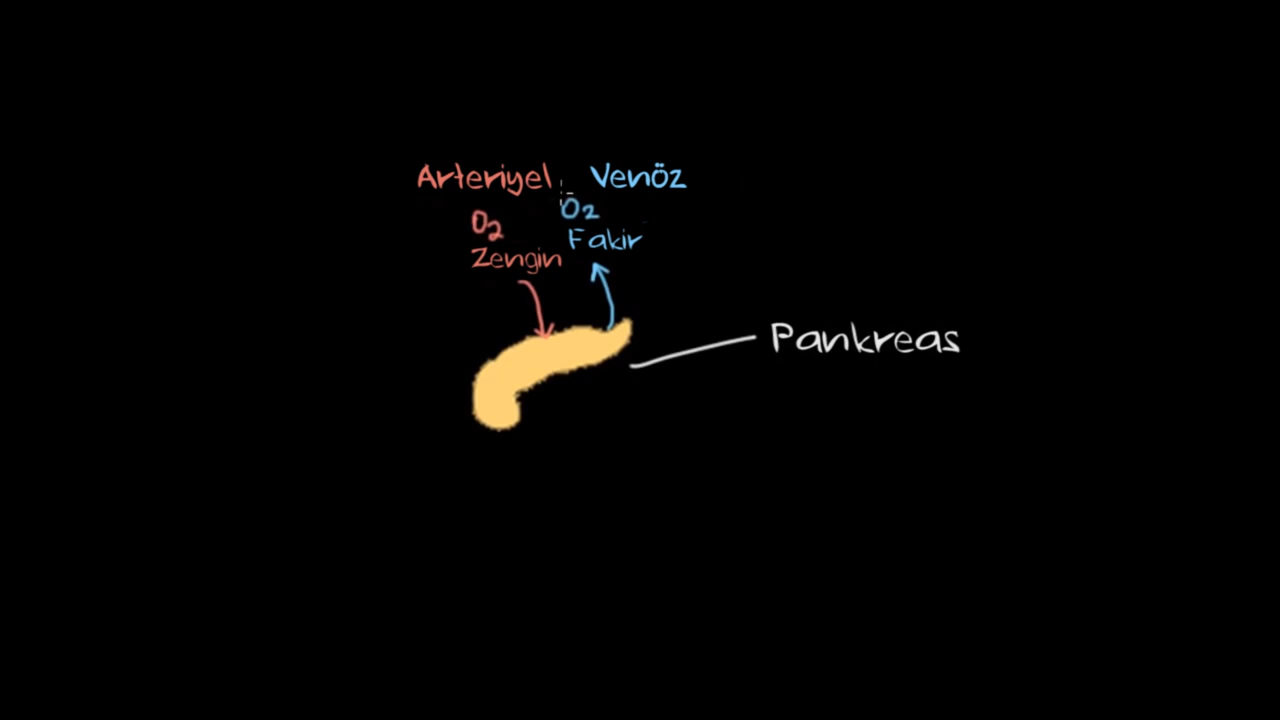 Arteriyel
O2
Zengin
Venöz
O2
Fakir
Pankreas